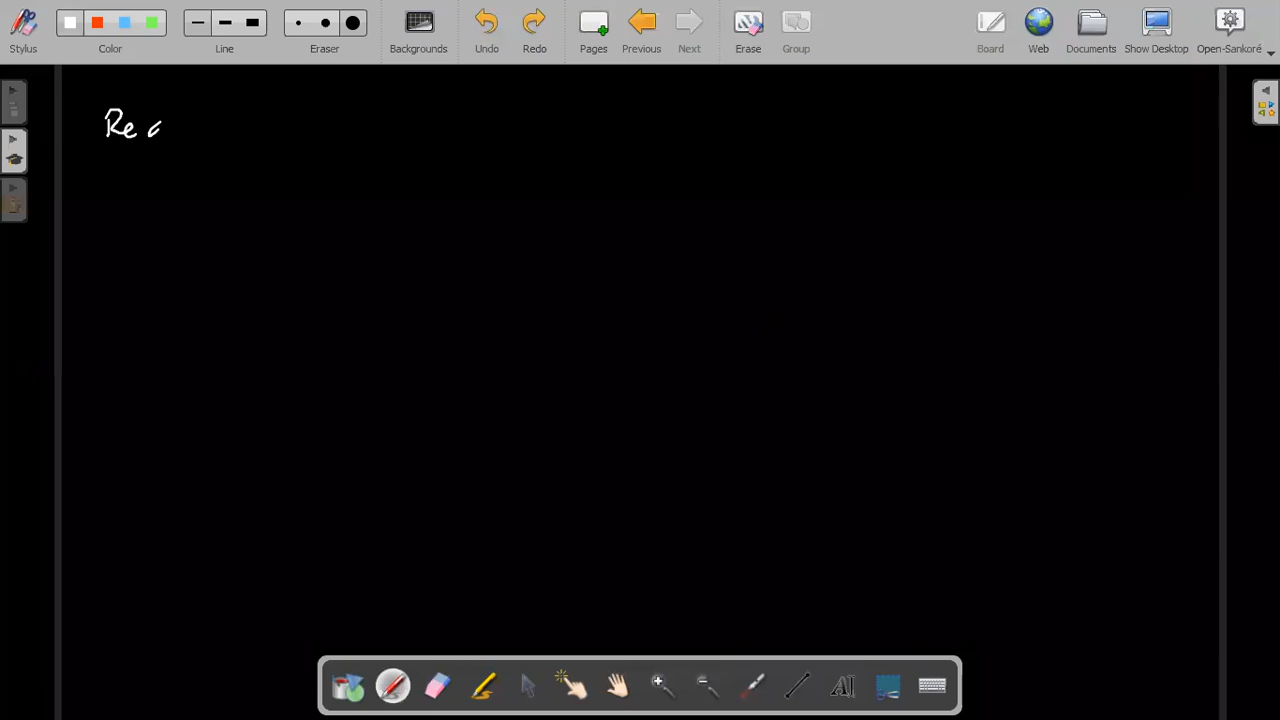 Stylus Color Line Eraser Backgrounds Undo Redo Pages Previous Next Erase Group Board Web Documents Show Desktop Open-Sankoré
Re